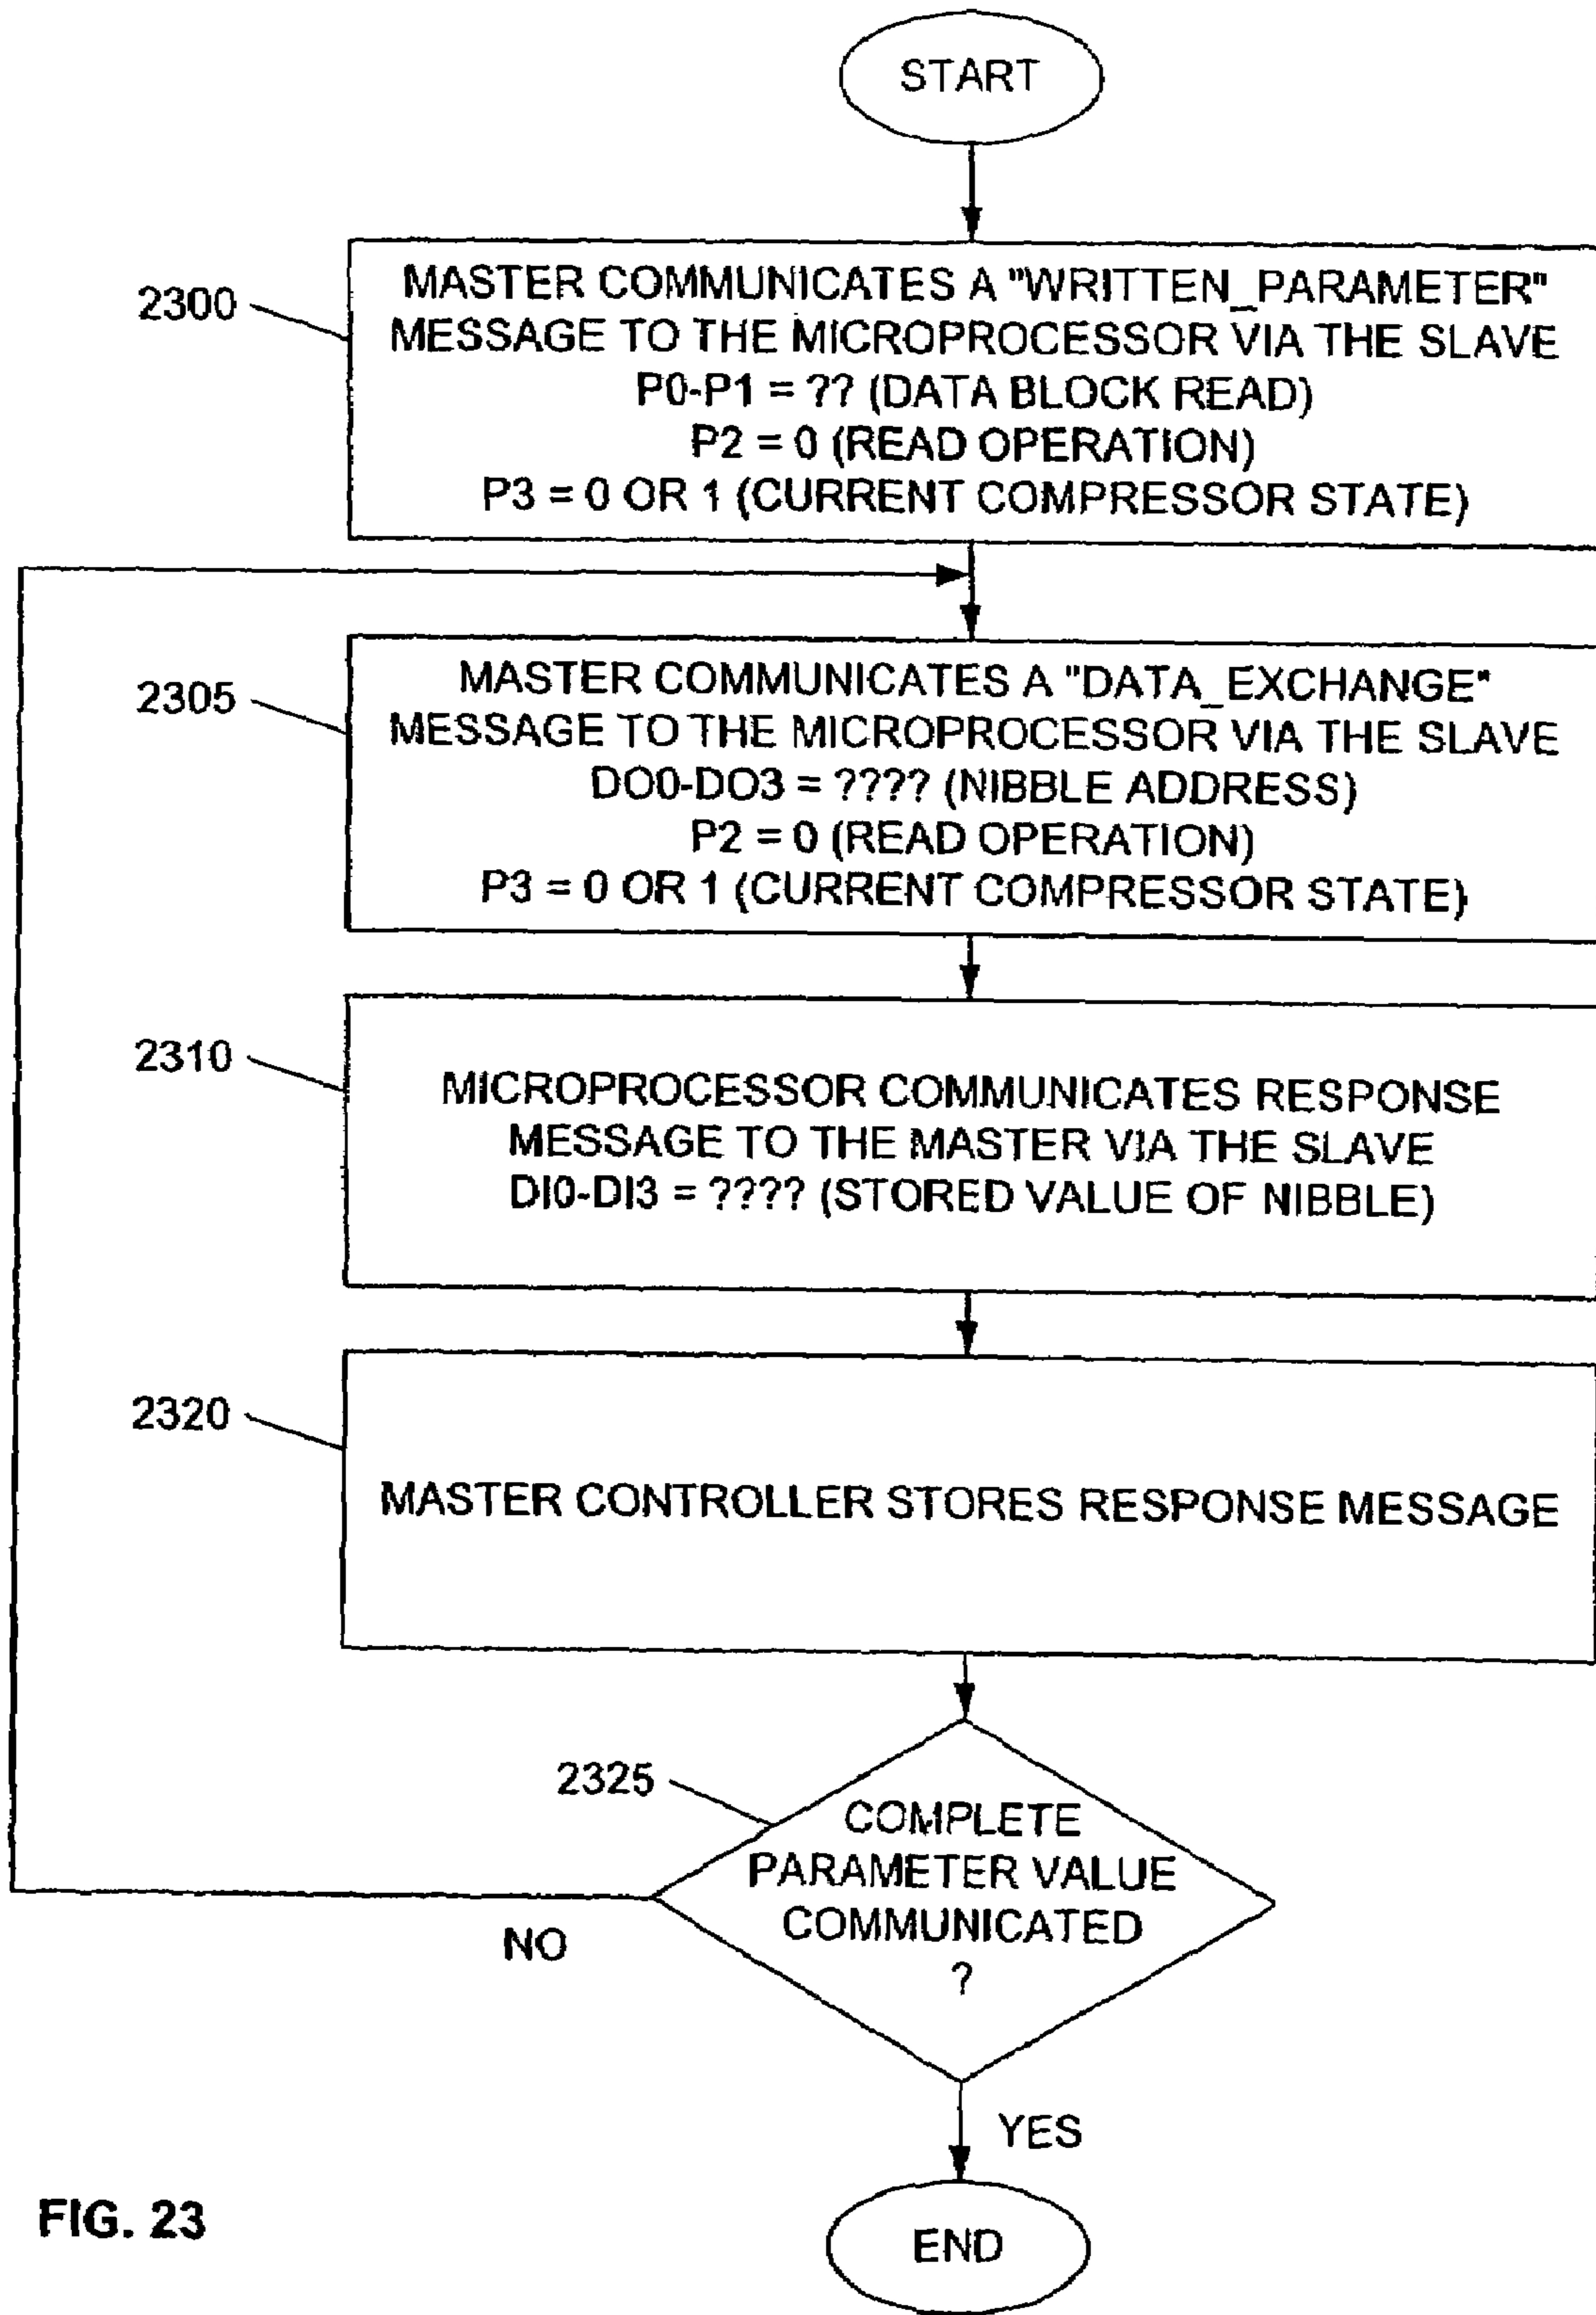 START
2300
MASTER COMMUNICATES A "WRITTEN_PARAMETER"
MESSAGE TO THE MICROPROCESSOR VIA THE SLAVE
P0-P1 = ?? (DATA BLOCK READ)
P2 = 0 (READ OPERATION)
P3 = 0 OR 1 (CURRENT COMPRESSOR STATE)
2305
MASTER COMMUNICATES A "DATA_EXCHANGE"
MESSAGE TO THE MICROPROCESSOR VIA THE SLAVE
DO0-DO3 = ???? (NIBBLE ADDRESS)
P2 = 0 (READ OPERATION)
P3 = 0 OR 1 (CURRENT COMPRESSOR STATE)
2310
MICROPROCESSOR COMMUNICATES RESPONSE
MESSAGE TO THE MASTER VIA THE SLAVE
DI0-DI3 = ???? (STORED VALUE OF NIBBLE)
2320
MASTER CONTROLLER STORES RESPONSE MESSAGE
2325
COMPLETE
PARAMETER VALUE
COMMUNICATED
?
NO
YES
END
FIG. 23